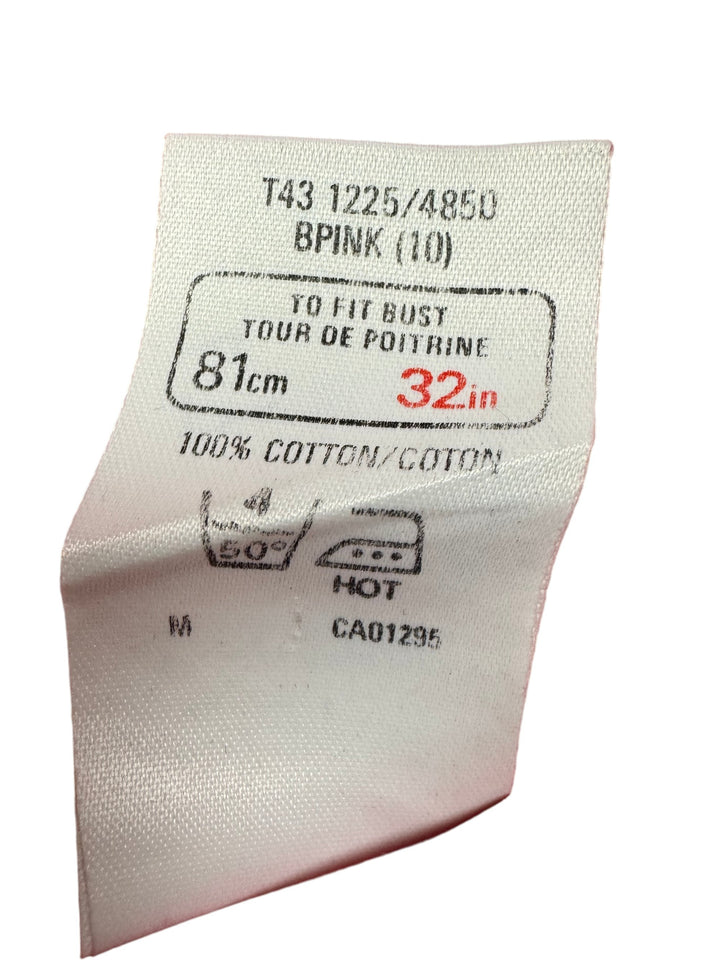 T43 1225/4850
BPINK (10)
TO FIT BUST
TOUR DE POITRINE
81cm 32in
100% COTTON/COTON
4
50°
HOT
M CA01295